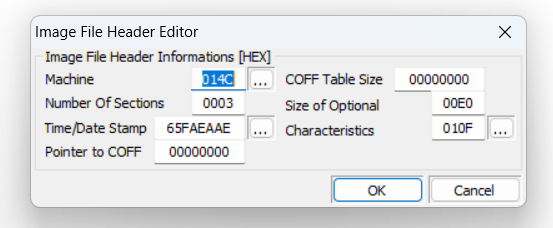 Image File Header Editor
Image File Header Informations [HEX]
Machine 014C ... COFF Table Size 00000000
Number Of Sections 0003 Size of Optional 00E0
Time/Date Stamp 65FAEAAE ... Characteristics 010F ...
Pointer to COFF 00000000
OK Cancel